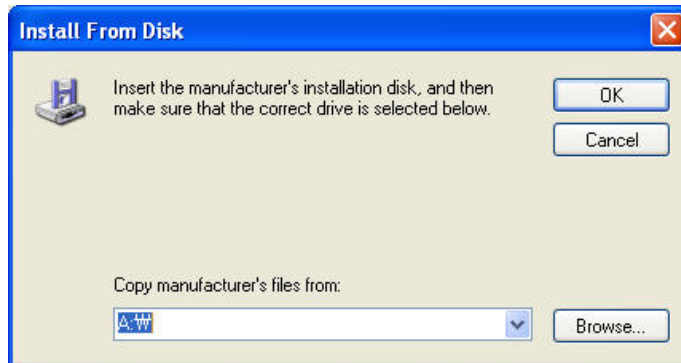 Install From Disk
Insert the manufacturer's installation disk, and then
make sure that the correct drive is selected below.
OK
Cancel
Copy manufacturer's files from:
A:₩
Browse...